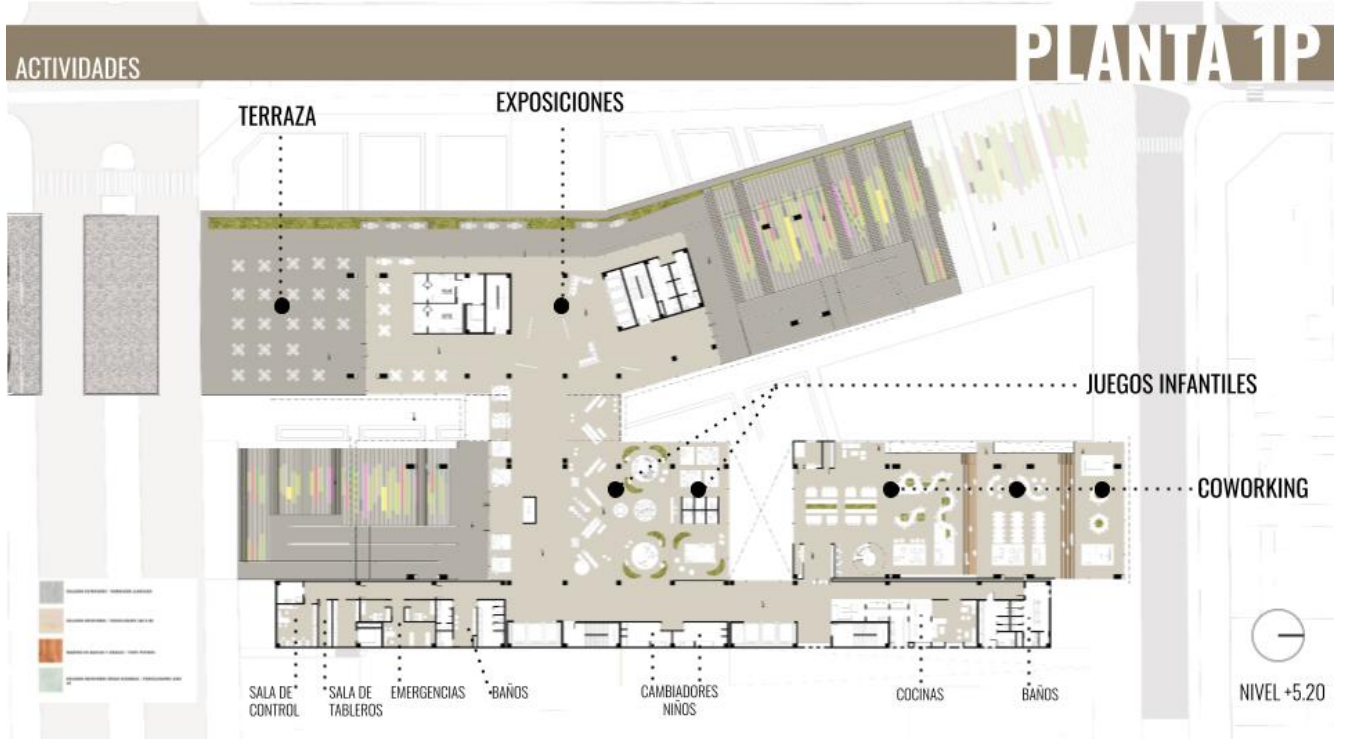 PLANTA 1P
ACTIVIDADES
TERRAZA
EXPOSICIONES
JUEGOS INFANTILES
COWORKING
SALA DE
CONTROL
SALA DE
TABLEROS
EMERGENCIAS
BAÑOS
CAMBIADORES
NIÑOS
COCINAS
BAÑOS
NIVEL +5.20